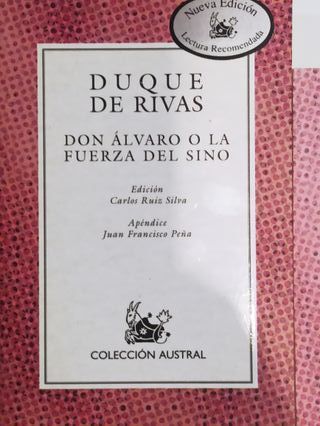 Nueva Edición
Lectura Recomendada
DUQUE
DE RIVAS
DON ÁLVARO O LA
FUERZA DEL SINO
Edición
Carlos Ruiz Silva
Apéndice
Juan Francisco Peña
COLECCIÓN AUSTRAL